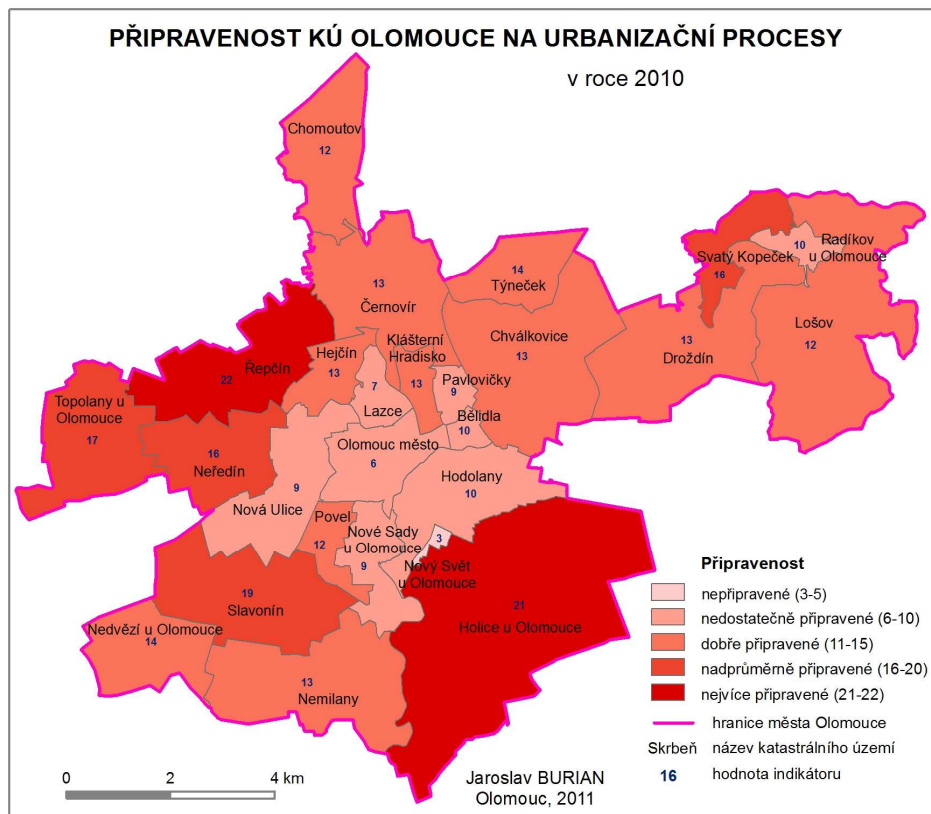 PŘIPRAVENOST KÚ OLOMOUCE NA URBANIZAČNÍ PROCESY
v roce 2010
Chomoutov
12
13
Černovír
14
Týneček
Svatý Kopeček
16
10
Radíkov
u Olomouce
Lošov
12
13
Droždín
Chválkovice
13
Klášterní
Hradisko
13
Hejčín
13
22
Řepčín
Topolany u
Olomouce
17
16
Neředín
7
Lazce
Pavlovičky
9
Bělidla
10
Olomouc město
6
Hodolany
10
9
Nová Ulice
Povel
12
Nové Sady
u Olomouce
9
3
Nový Svět
u Olomouce
19
Slavonín
21
Holice u Olomouce
Nedvězí u Olomouce
14
13
Nemilany
Připravenost
nepřipravené (3-5)
nedostatečně připravené (6-10)
dobře připravené (11-15)
nadprůměrně připravené (16-20)
nejvíce připravené (21-22)
hranice města Olomouce
Skrbeň název katastrálního území
16 hodnota indikátoru
0 2 4 km
Jaroslav BURIAN
Olomouc, 2011